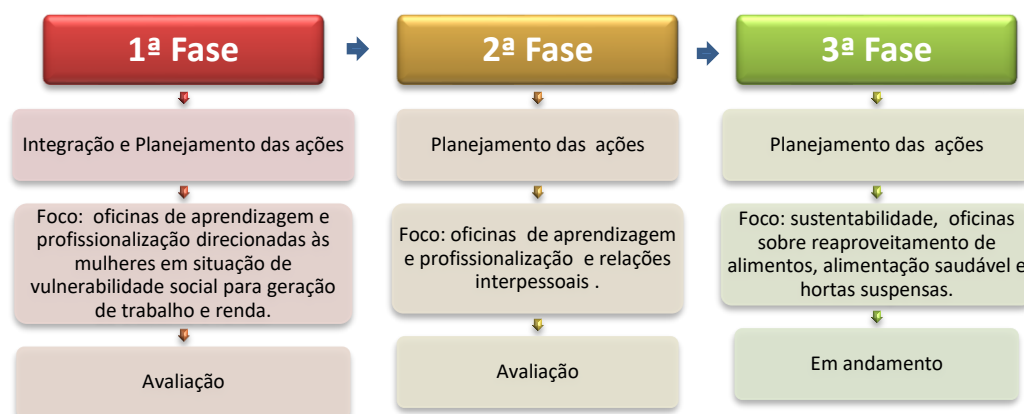 1ª Fase
Integração e Planejamento das ações
Foco: oficinas de aprendizagem e
profissionalização direcionadas às
mulheres em situação de
vulnerabilidade social para geração
de trabalho e renda.
Avaliação
2ª Fase
Planejamento das ações
Foco: oficinas de aprendizagem
e profissionalização e relações
interpessoais .
Avaliação
3ª Fase
Planejamento das ações
Foco: sustentabilidade, oficinas
sobre reaproveitamento de
alimentos, alimentação saudável e
hortas suspensas.
Em andamento